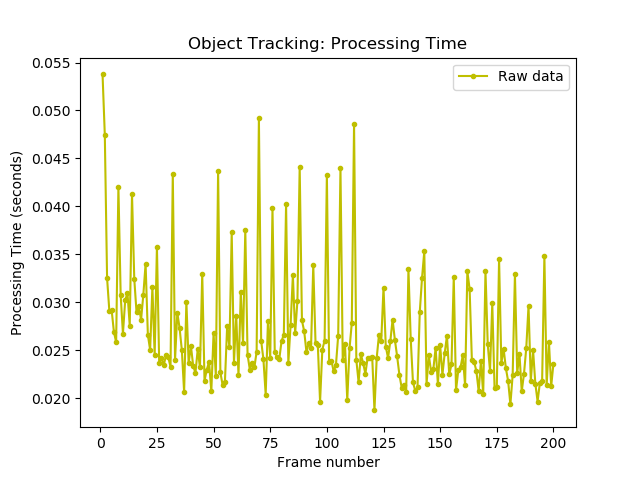 Object Tracking: Processing Time
Raw data
Processing Time (seconds)
0.055
0.050
0.045
0.040
0.035
0.030
0.025
0.020
0 25 50 75 100 125 150 175 200
Frame number